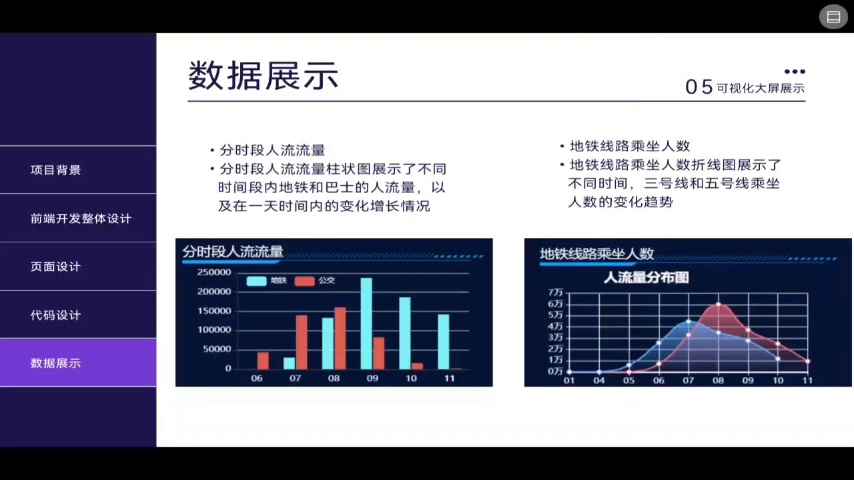 数据展示
05可视化大屏展示
项目背景
前端开发整体设计
页面设计
代码设计
数据展示
• 分时段人流流量
• 分时段人流流量柱状图展示了不同
时间段内地铁和巴士的人流量，以
及在一天时间内的变化增长情况
• 地铁线路乘坐人数
• 地铁线路乘坐人数折线图展示了
不同时间，三号线和五号线乘坐
人数的变化趋势
分时段人流流量
地铁 公交
250000
200000
150000
100000
50000
0
06 07 08 09 10 11
地铁线路乘坐人数
人流量分布图
7万
6万
5万
4万
3万
2万
1万
0万
01 04 05 06 07 08 09 10 11